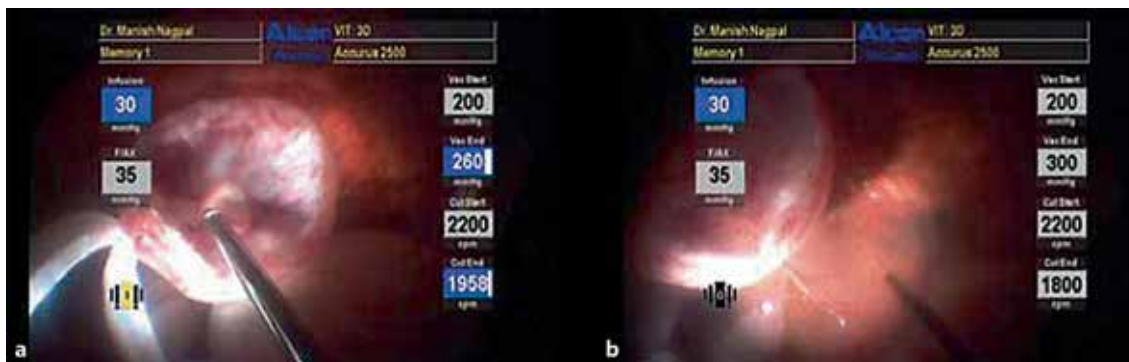 Dr. Manish Nagpal
Alcon
VIT: 3D
Memory 1
Accurus 2500
Infusion
30
mmHg
F/AX
35
mmHg
Vac Start
200
mmHg
Vac End
260
mmHg
Cut Start
2200
cpm
Cut End
1958
cpm
a
Dr. Manish Nagpal
Alcon
VIT: 3D
Memory 1
Accurus 2500
Infusion
30
mmHg
F/AX
35
mmHg
Vac Start
200
mmHg
Vac End
300
mmHg
Cut Start
2200
cpm
Cut End
1800
cpm
b